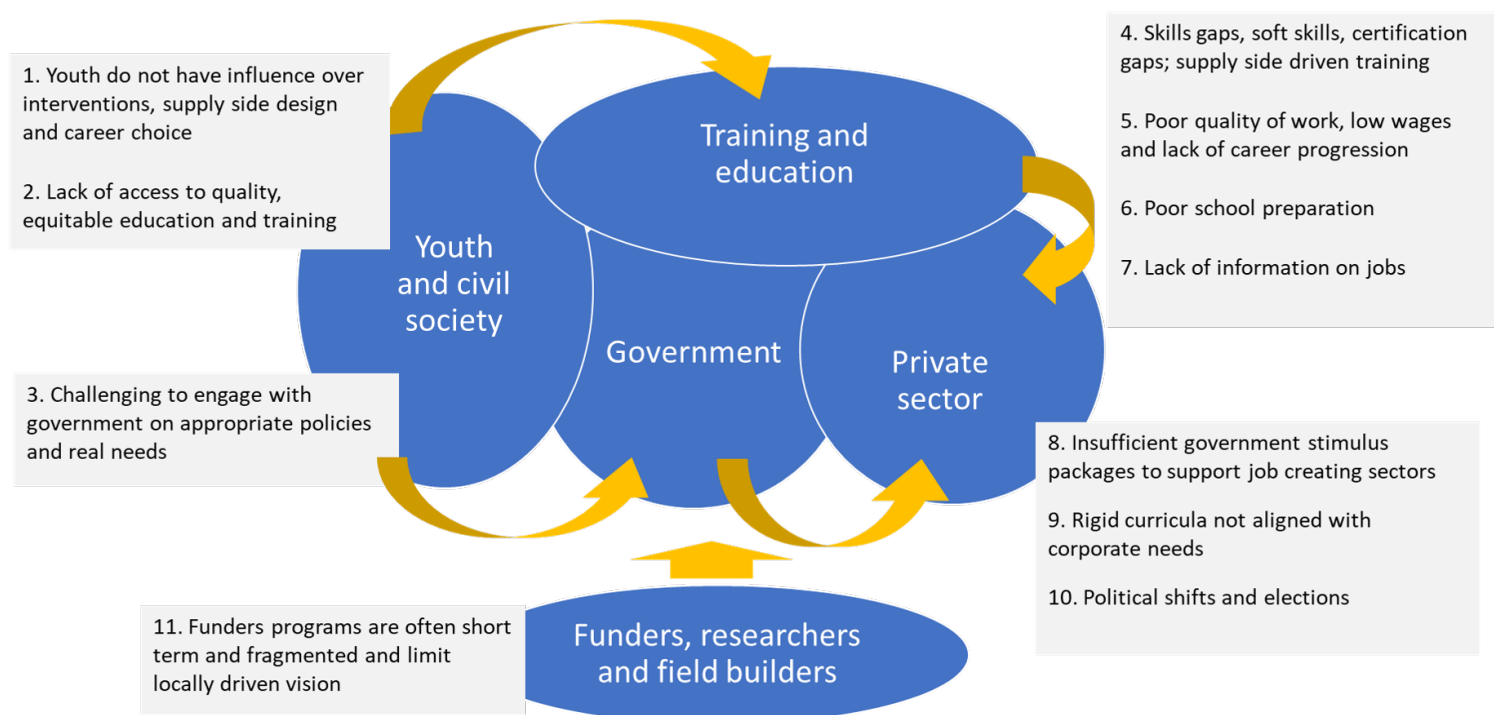 1. Youth do not have influence over
interventions, supply side design
and career choice
2. Lack of access to quality,
equitable education and training
Training and
education
4. Skills gaps, soft skills, certification
gaps; supply side driven training
5. Poor quality of work, low wages
and lack of career progression
6. Poor school preparation
7. Lack of information on jobs
Youth
and civil
society
Government
Private
sector
3. Challenging to engage with
government on appropriate policies
and real needs
8. Insufficient government stimulus
packages to support job creating sectors
9. Rigid curricula not aligned with
corporate needs
10. Political shifts and elections
11. Funders programs are often short
term and fragmented and limit
locally driven vision
Funders, researchers
and field builders